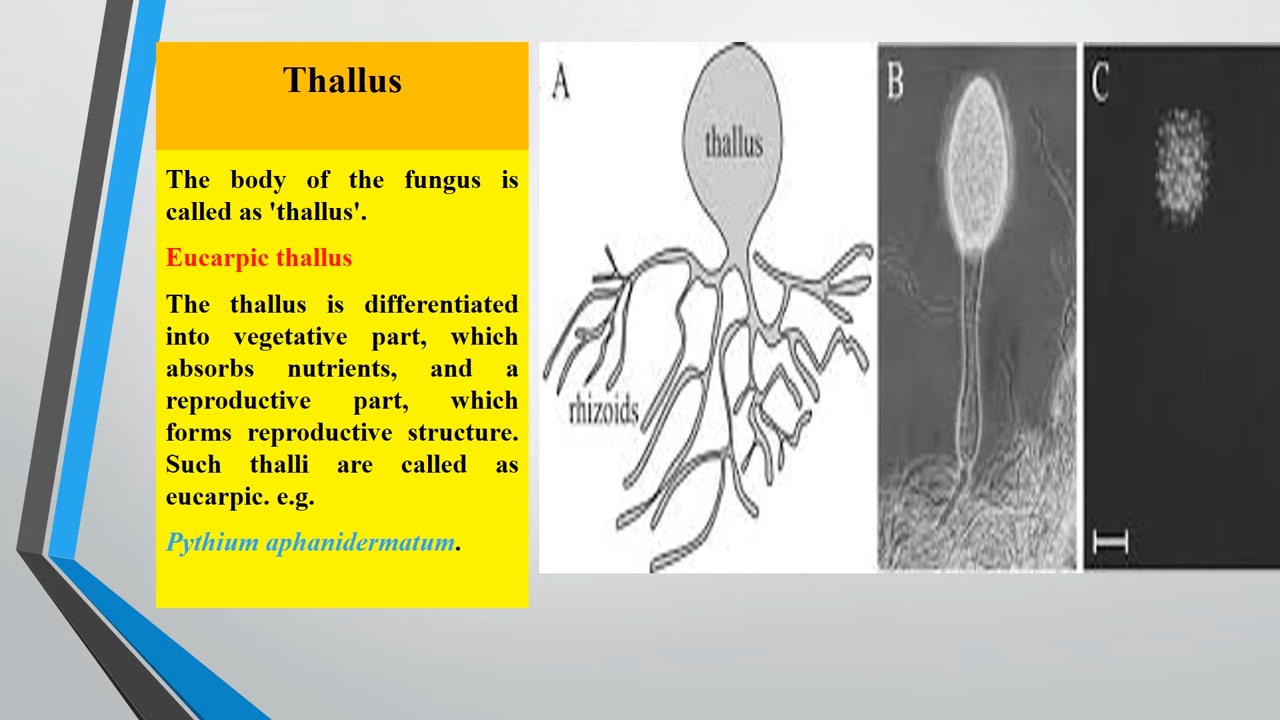 Thallus
The body of the fungus is
called as 'thallus'.
Eucarpic thallus
The thallus is differentiated
into vegetative part, which
absorbs nutrients, and a
reproductive part, which
forms reproductive structure.
Such thalli are called as
eucarpic. e.g.
Pythium aphanidermatum.
A
thallus
rhizoids
B
C